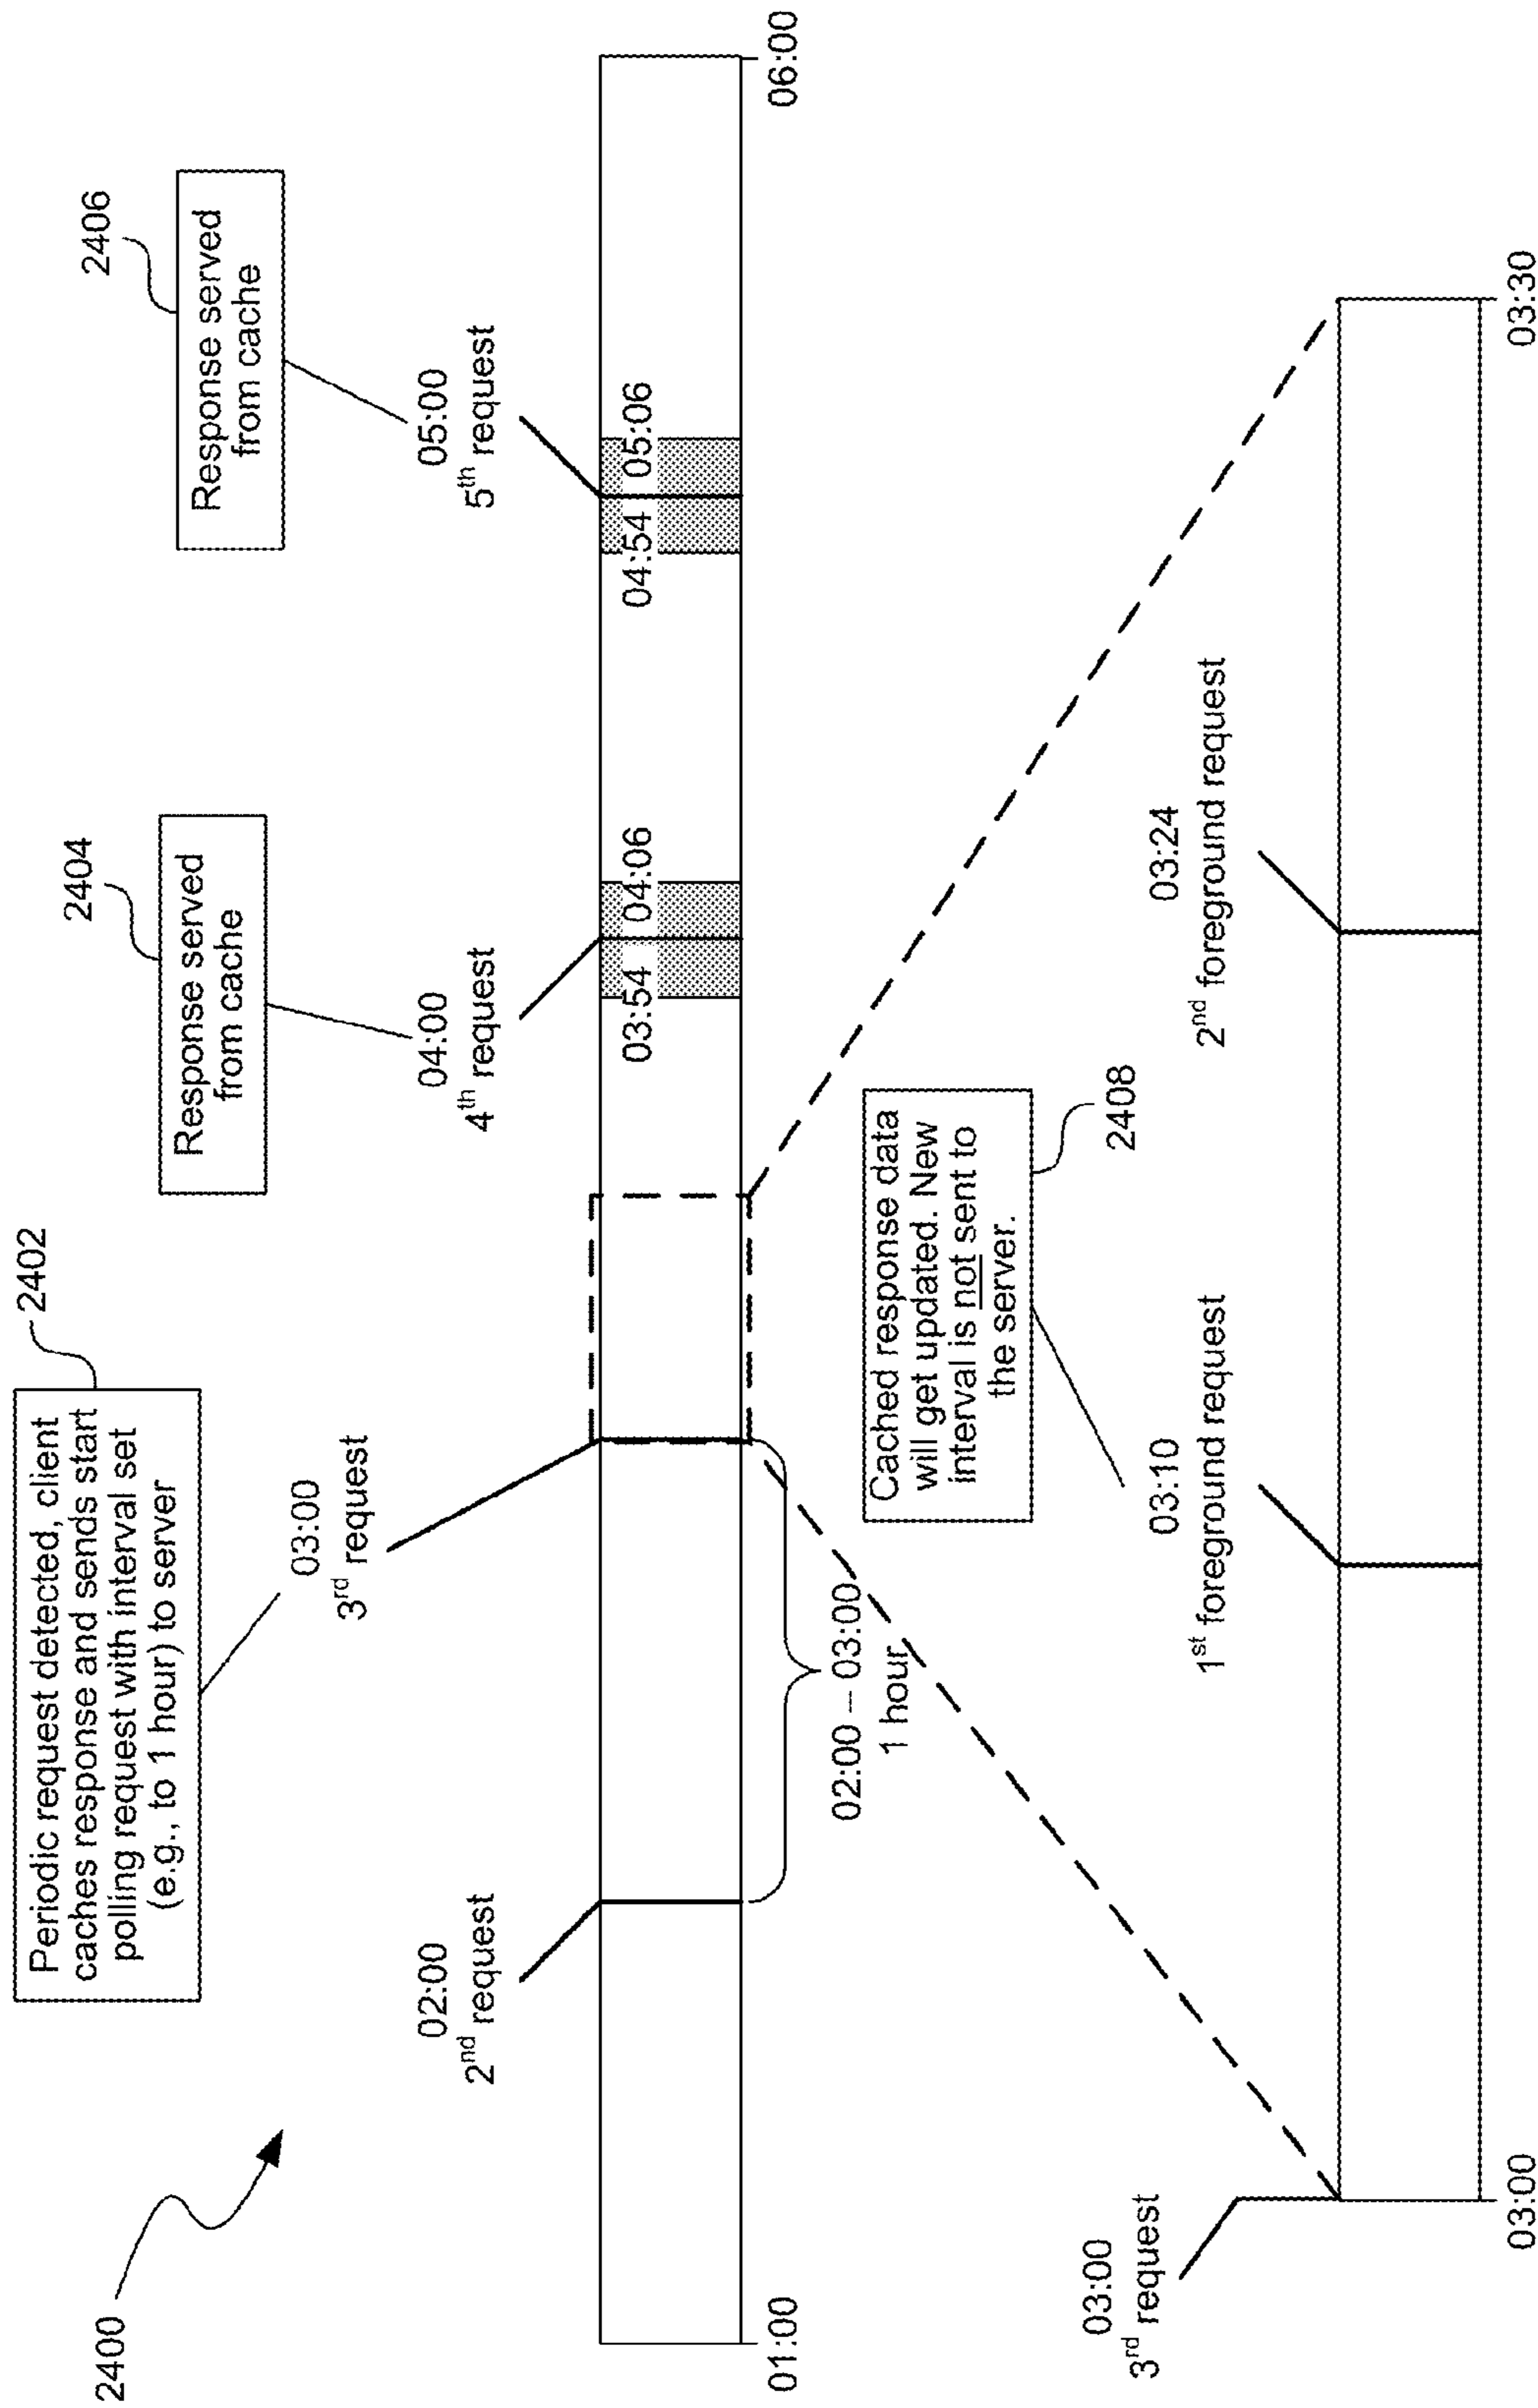 2400
Periodic request detected, client
caches response and sends start
polling request with interval set
(e.g., to 1 hour) to server
2402
Response served
from cache
2404
Response served
from cache
2406
02:00
2nd request
03:00
3rd request
04:00
4th request
05:00
5th request
03:54
04:06
04:54
05:06
01:00
06:00
02:00 – 03:00
1 hour
Cached response data
will get updated. New
interval is not sent to
the server.
2408
03:00
3rd request
03:10
1st foreground request
03:24
2nd foreground request
03:00
03:30